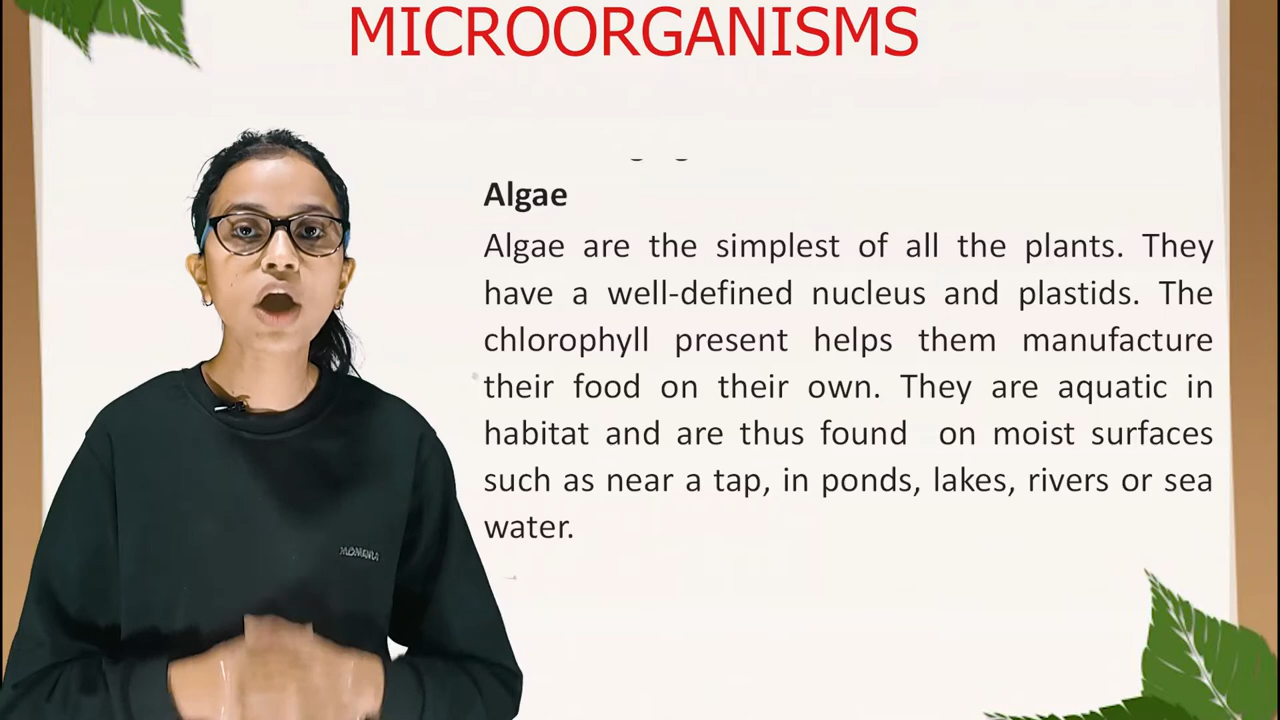 MICROORGANISMS
Algae
Algae are the simplest of all the plants. They
have a well-defined nucleus and plastids. The
chlorophyll present helps them manufacture
their food on their own. They are aquatic in
habitat and are thus found on moist surfaces
such as near a tap, in ponds, lakes, rivers or sea
water.